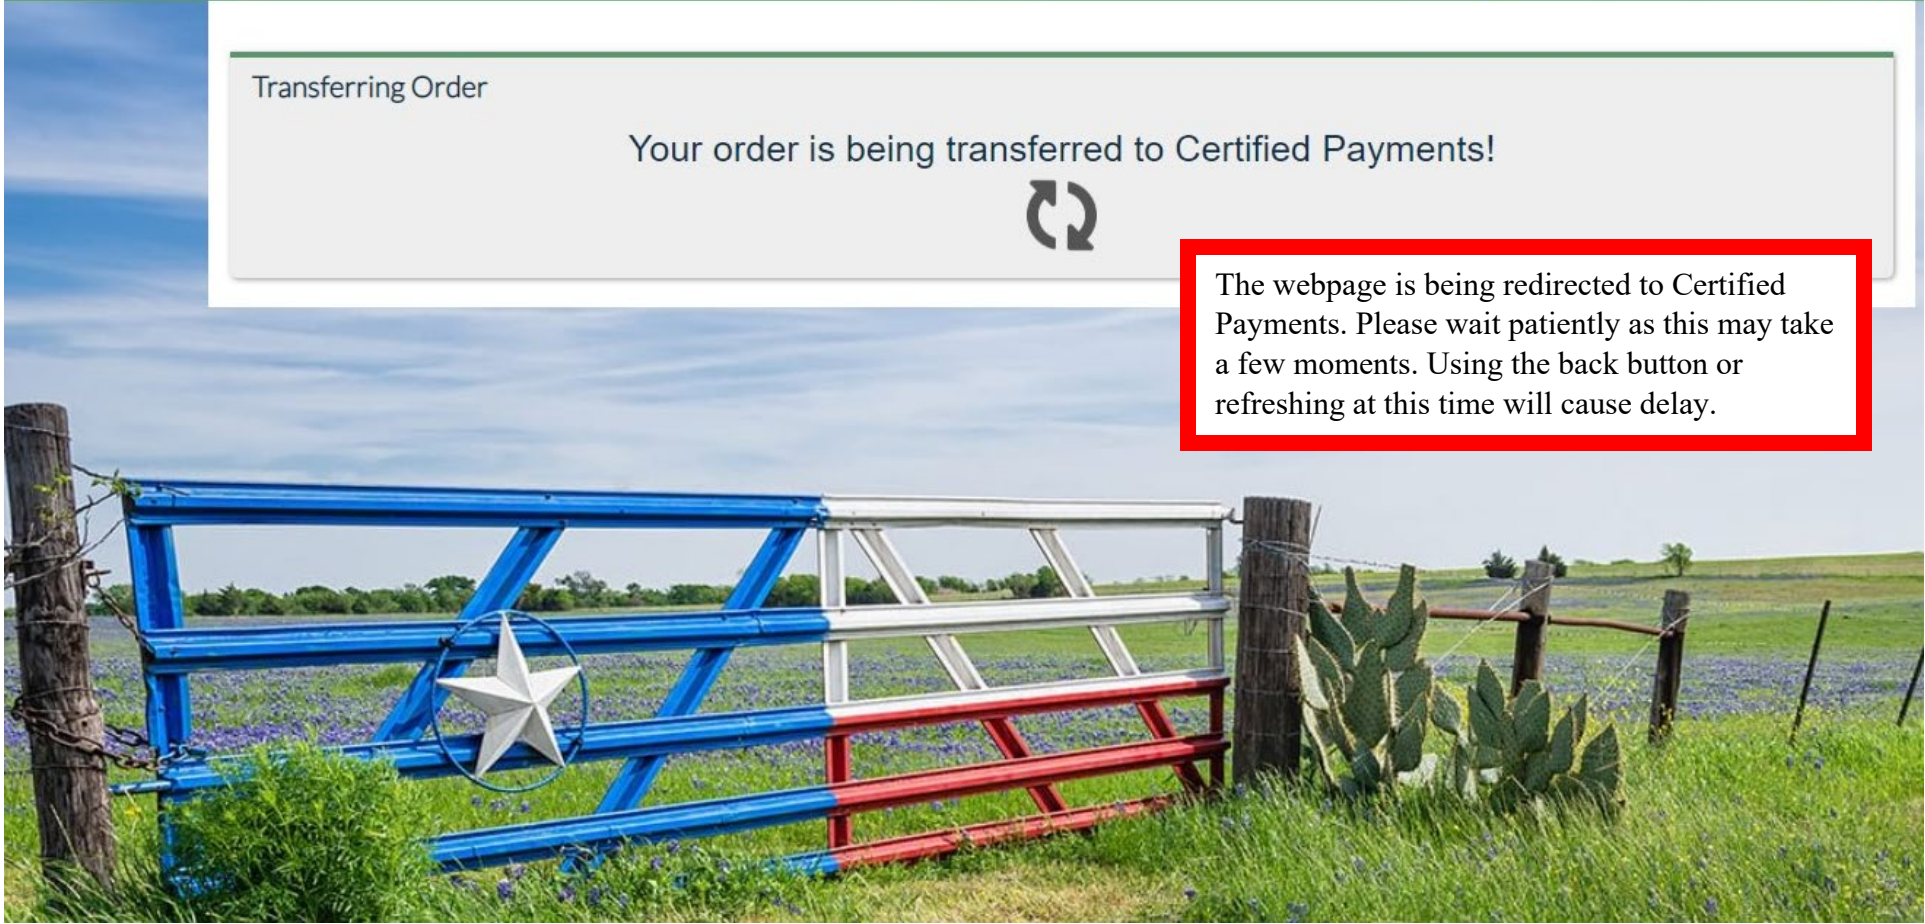 Transferring Order
Your order is being transferred to Certified Payments!
The webpage is being redirected to Certified
Payments. Please wait patiently as this may take
a few moments. Using the back button or
refreshing at this time will cause delay.